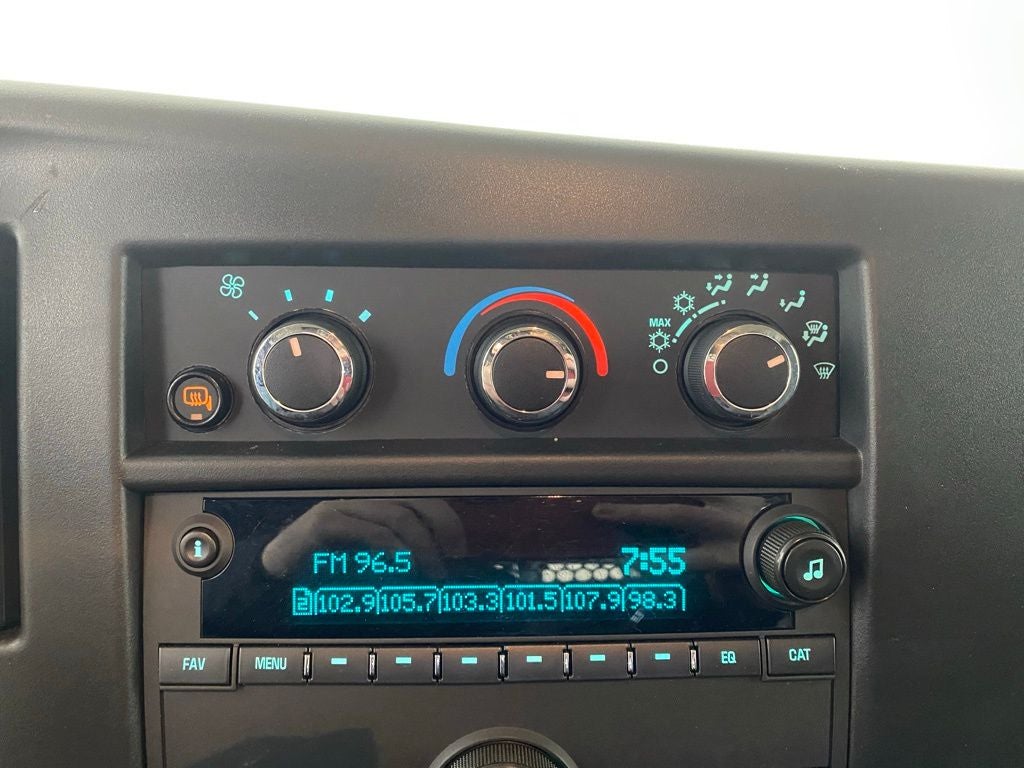 MAX
i
FM 96.5 7:55
2 102.9 105.7 103.3 101.5 107.9 98.3
FAV MENU EQ CAT